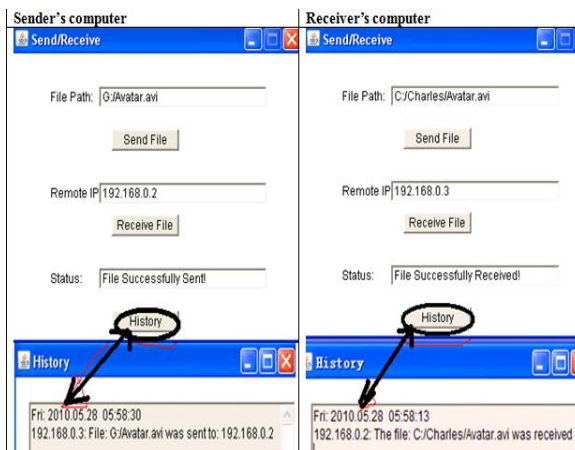 Sender's computer
Send/Receive
File Path: G:/Avatar.avi
Send File
Remote IP 192.168.0.2
Receive File
Status: File Successfully Sent!
History
History
Fri: 2010.05.28 05:58:30
192.168.0.3: File: G:/Avatar.avi was sent to: 192.168.0.2
Receiver's computer
Send/Receive
File Path: C:/Charles/Avatar.avi
Send File
Remote IP 192.168.0.3
Receive File
Status: File Successfully Received!
History
History
Fri: 2010.05.28 05:58:13
192.168.0.2: The file: C:/Charles/Avatar.avi was received